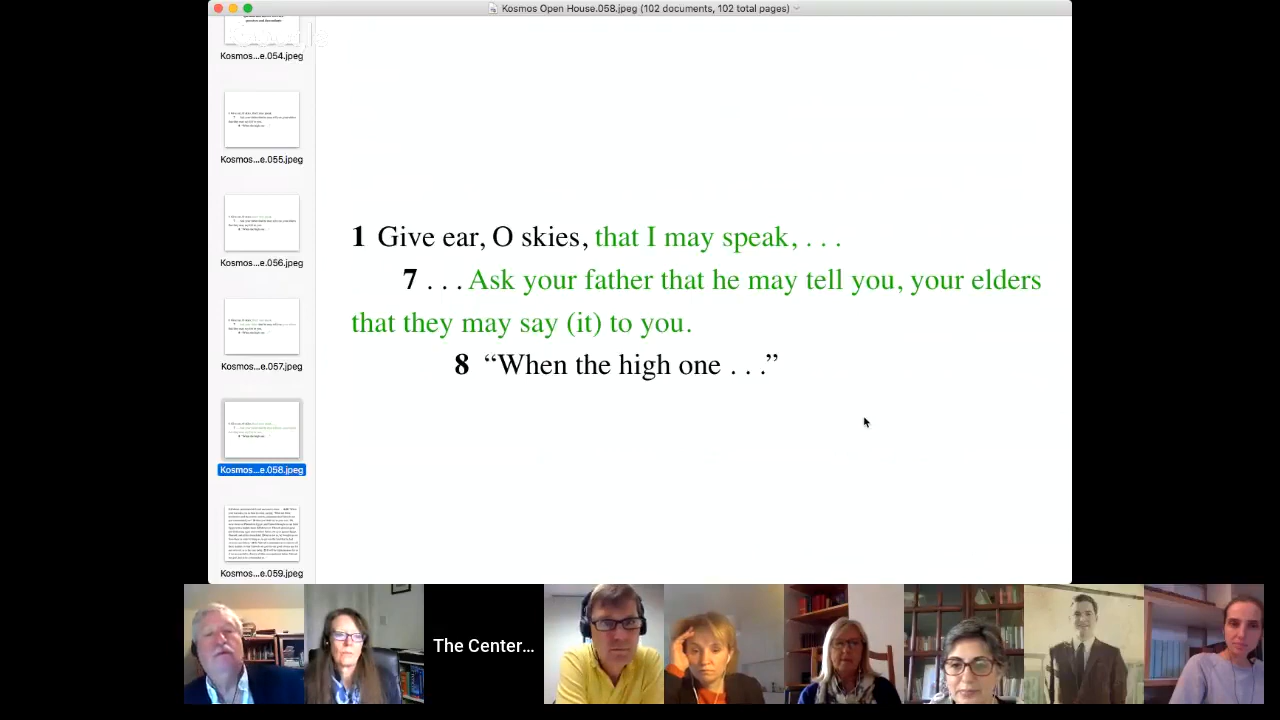 Kosmos Open House.058.jpeg (102 documents, 102 total pages)
Kosmos...e.054.jpeg
Kosmos...e.055.jpeg
Kosmos...e.056.jpeg
Kosmos...e.057.jpeg
Kosmos...e.058.jpeg
Kosmos...e.059.jpeg
1 Give ear, O skies, that I may speak, . . .
7 . . . Ask your father that he may tell you, your elders
that they may say (it) to you.
8 “When the high one . . .”
The Center...